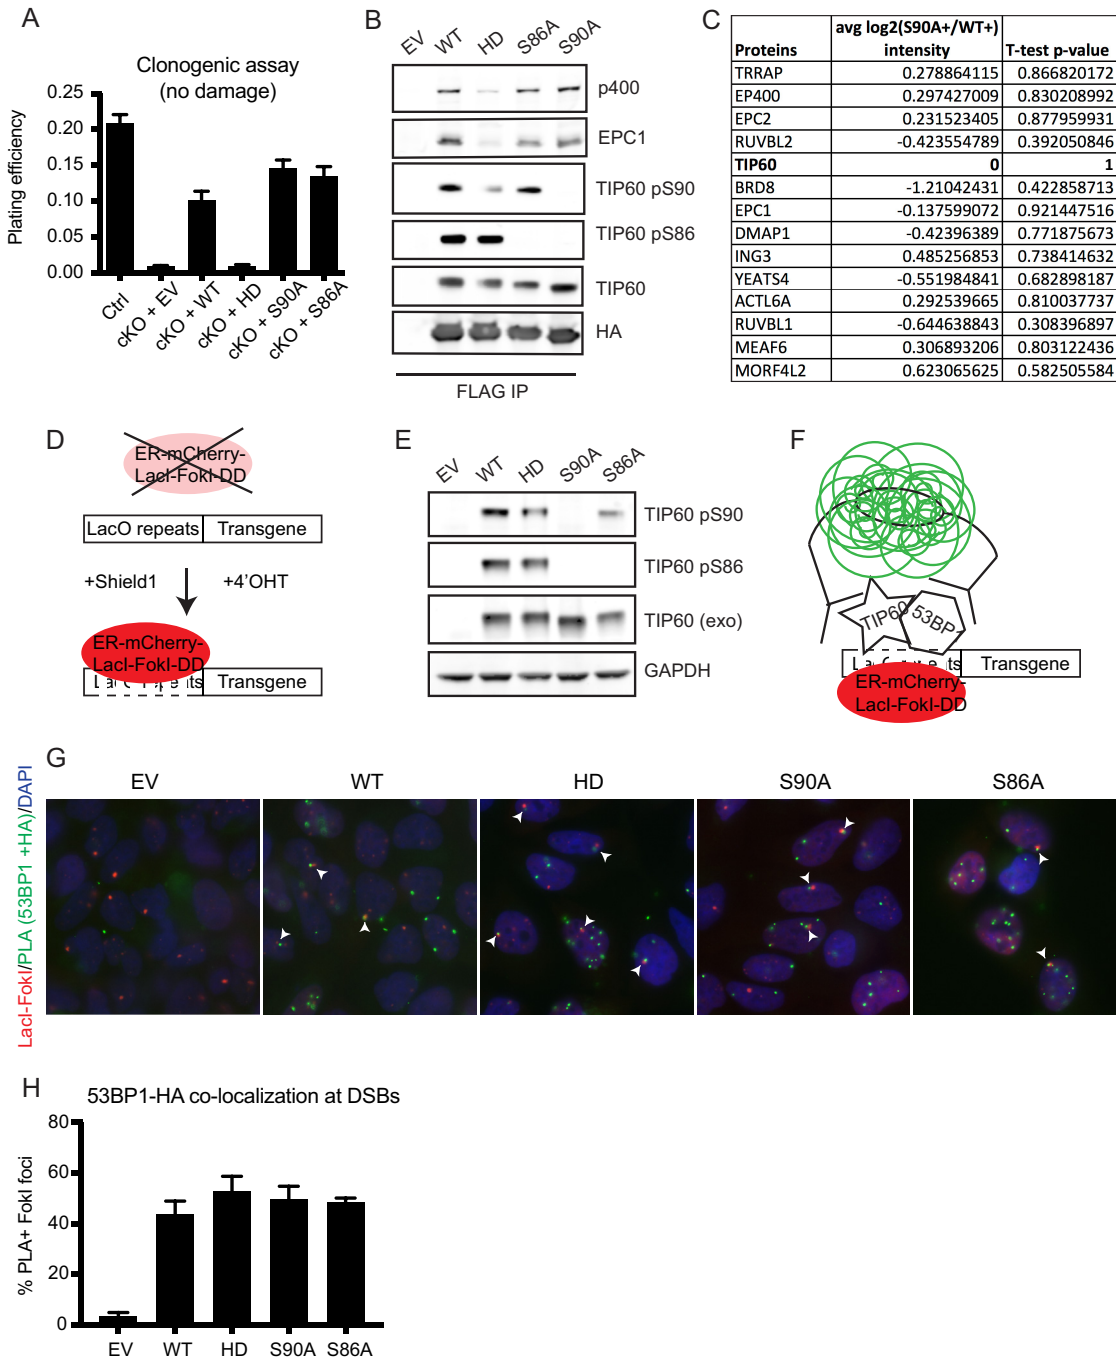 A
Clonogenic assay
(no damage)
Plating efficiency
0.25
0.20
0.15
0.10
0.05
0.00
Ctrl
cKO + EV
cKO + WT
cKO + HD
cKO + S90A
cKO + S86A
B
EV WT HD S86A S90A
p400
EPC1
TIP60 pS90
TIP60 pS86
TIP60
HA
FLAG IP
C
Proteins avg log2(S90A+/WT+) intensity T-test p-value
TRRAP 0.278864115 0.866820172
EP400 0.297427009 0.830208992
EPC2 0.231523405 0.877959931
RUVBL2 -0.423554789 0.392050846
TIP60 0 1
BRD8 -1.21042431 0.422858713
EPC1 -0.137599072 0.921447516
DMAP1 -0.42396389 0.771875673
ING3 0.485256853 0.738414632
YEATS4 -0.551984841 0.682898187
ACTL6A 0.292539665 0.810037737
RUVBL1 -0.644638843 0.308396897
MEAF6 0.306893206 0.803122436
MORF4L2 0.623065625 0.582505584
D
ER-mCherry-
LacI-FokI-DD
LacO repeats Transgene
+Shield1 +4'OHT
ER-mCherry-
LacI-FokI-DD
LacO repeats Transgene
E
EV WT HD S90A S86A
TIP60 pS90
TIP60 pS86
TIP60 (exo)
GAPDH
F
TIP60 53BP
Transgene
ER-mCherry-
LacI-FokI-DD
G
LacI-FokI/PLA (53BP1 +HA)/DAPI
EV WT HD S90A S86A
H
53BP1-HA co-localization at DSBs
% PLA+ FokI foci
80
60
40
20
0
EV WT HD S90A S86A